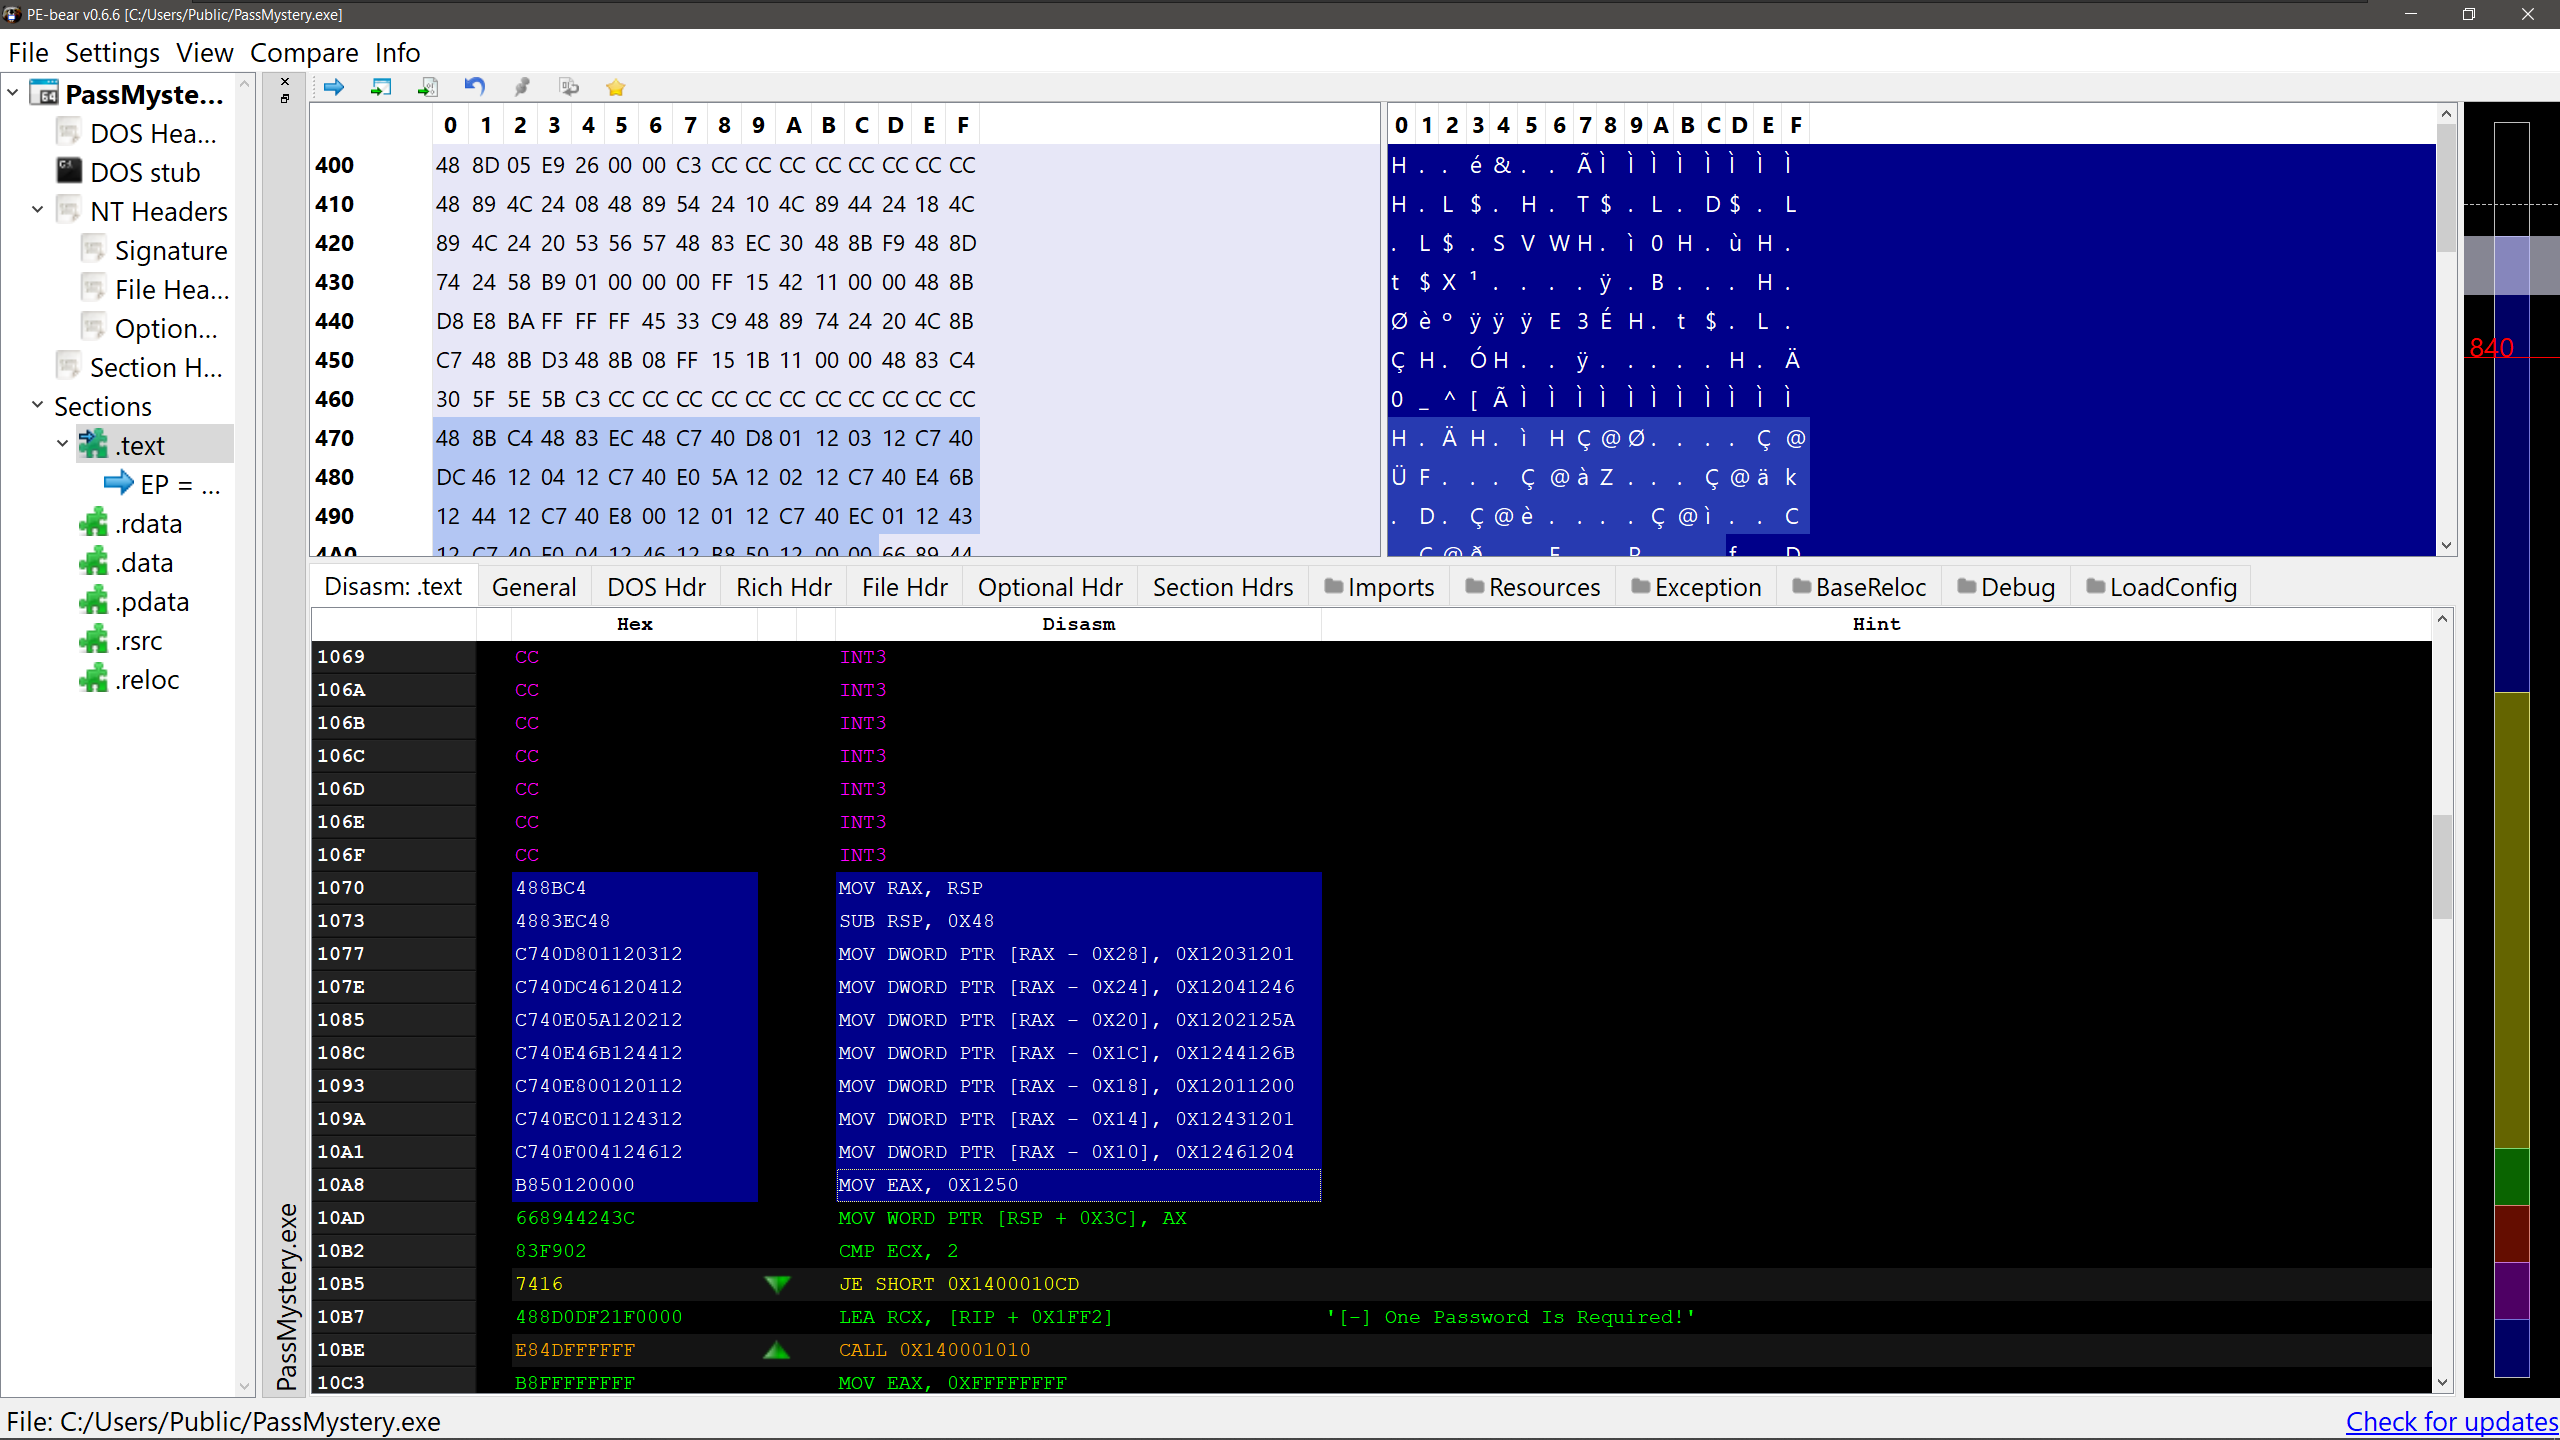 PE-bear v0.6.6 [C:/Users/Public/PassMystery.exe]
File Settings View Compare Info
PassMyste...
DOS Hea...
DOS stub
NT Headers
Signature
File Hea...
Option...
Section H...
Sections
.text
EP = ...
.rdata
.data
.pdata
.rsrc
.reloc
PassMystery.exe
0 1 2 3 4 5 6 7 8 9 A B C D E F
400 48 8D 05 E9 26 00 00 C3 CC CC CC CC CC CC CC CC
410 48 89 4C 24 08 48 89 54 24 10 4C 89 44 24 18 4C
420 89 4C 24 20 53 56 57 48 83 EC 30 48 8B F9 48 8D
430 74 24 58 B9 01 00 00 00 FF 15 42 11 00 00 48 8B
440 D8 E8 BA FF FF FF 45 33 C9 48 89 74 24 20 4C 8B
450 C7 48 8B D3 48 8B 08 FF 15 1B 11 00 00 48 83 C4
460 30 5F 5E 5B C3 CC CC CC CC CC CC CC CC CC CC CC
470 48 8B C4 48 83 EC 48 C7 40 D8 01 12 03 12 C7 40
480 DC 46 12 04 12 C7 40 E0 5A 12 02 12 C7 40 E4 6B
490 12 44 12 C7 40 E8 00 12 01 12 C7 40 EC 01 12 43
4A0 12 C7 40 F0 04 12 46 12 B8 50 12 00 00 66 89 44
0 1 2 3 4 5 6 7 8 9 A B C D E F
H . . é & . . Ã Ì Ì Ì Ì Ì Ì Ì Ì
H . L $ . H . T $ . L . D $ . L
. L $ . S V W H . ì 0 H . ù H .
t $ X ¹ . . . . ÿ . B . . . H .
Ø è º ÿ ÿ ÿ E 3 É H . t $ . L .
Ç H . Ó H . . ÿ . . . . . H . Ä
0 _ ^ [ Ã Ì Ì Ì Ì Ì Ì Ì Ì Ì Ì Ì
H . Ä H . ì H Ç @ Ø . . . . Ç @
Ü F . . . Ç @ à Z . . . Ç @ ä k
. D . Ç @ è . . . . Ç @ ì . . C
. Ç @ ð . . F . . P . . . f . D
840
Disasm: .text General DOS Hdr Rich Hdr File Hdr Optional Hdr Section Hdrs Imports Resources Exception BaseReloc Debug LoadConfig
Hex Disasm Hint
1069 CC INT3
106A CC INT3
106B CC INT3
106C CC INT3
106D CC INT3
106E CC INT3
106F CC INT3
1070 488BC4 MOV RAX, RSP
1073 4883EC48 SUB RSP, 0X48
1077 C740D801120312 MOV DWORD PTR [RAX - 0X28], 0X12031201
107E C740DC46120412 MOV DWORD PTR [RAX - 0X24], 0X12041246
1085 C740E05A120212 MOV DWORD PTR [RAX - 0X20], 0X1202125A
108C C740E46B124412 MOV DWORD PTR [RAX - 0X1C], 0X1244126B
1093 C740E800120112 MOV DWORD PTR [RAX - 0X18], 0X12011200
109A C740EC01124312 MOV DWORD PTR [RAX - 0X14], 0X12431201
10A1 C740F004124612 MOV DWORD PTR [RAX - 0X10], 0X12461204
10A8 B850120000 MOV EAX, 0X1250
10AD 668944243C MOV WORD PTR [RSP + 0X3C], AX
10B2 83F902 CMP ECX, 2
10B5 7416 JE SHORT 0X1400010CD
10B7 488D0DF21F0000 LEA RCX, [RIP + 0X1FF2] '[-] One Password Is Required!'
10BE E84DFFFFFF CALL 0X140001010
10C3 B8FFFFFFFF MOV EAX, 0XFFFFFFFF
File: C:/Users/Public/PassMystery.exe
Check for updates